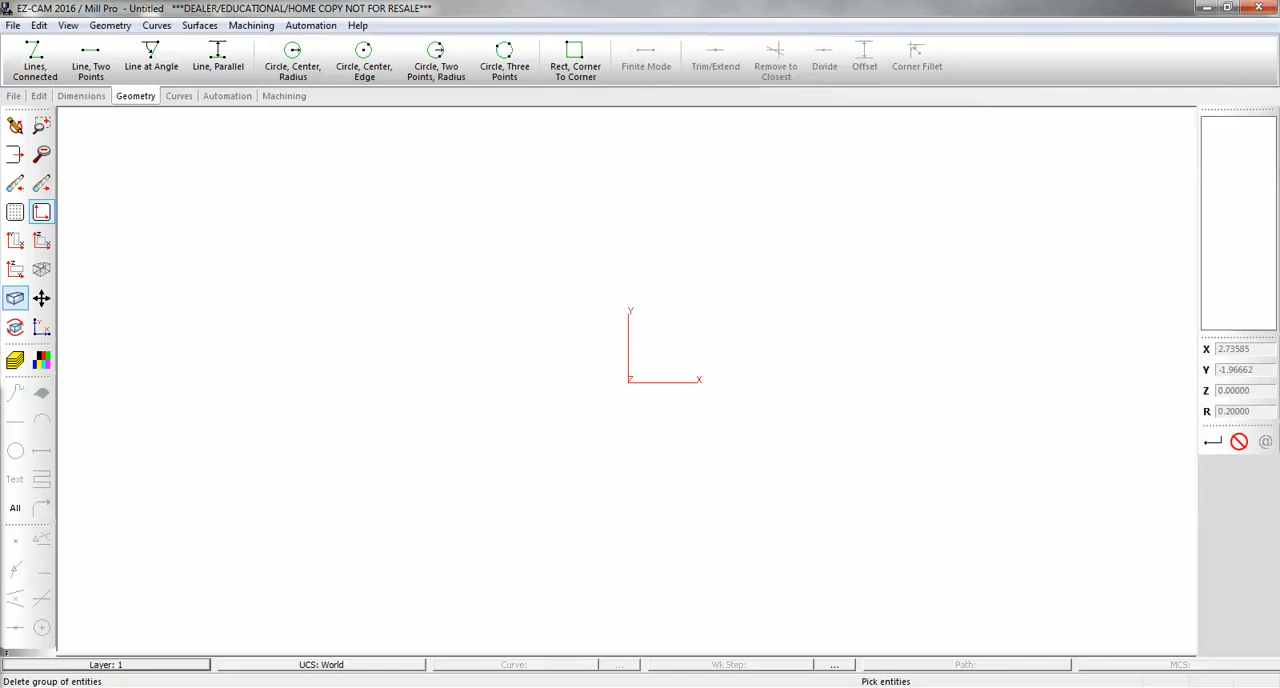 EZ-CAM 2016 / Mill Pro - Untitled ***DEALER/EDUCATIONAL/HOME COPY NOT FOR RESALE***
File Edit View Geometry Curves Surfaces Machining Automation Help
Lines, Connected
Line, Two Points
Line at Angle
Line, Parallel
Circle, Center, Radius
Circle, Center, Edge
Circle, Two Points, Radius
Circle, Three Points
Rect, Corner To Corner
Finite Mode
Trim/Extend
Remove to Closest
Divide
Offset
Corner Fillet
File Edit Dimensions Geometry Curves Automation Machining
Y
Z X
X 2.73585
Y -1.96662
Z 0.00000
R 0.20000
@
Text
All
Layer: 1 UCS: World Curve: ... Wk Step: ... Path: MCS:
Delete group of entities Pick entities